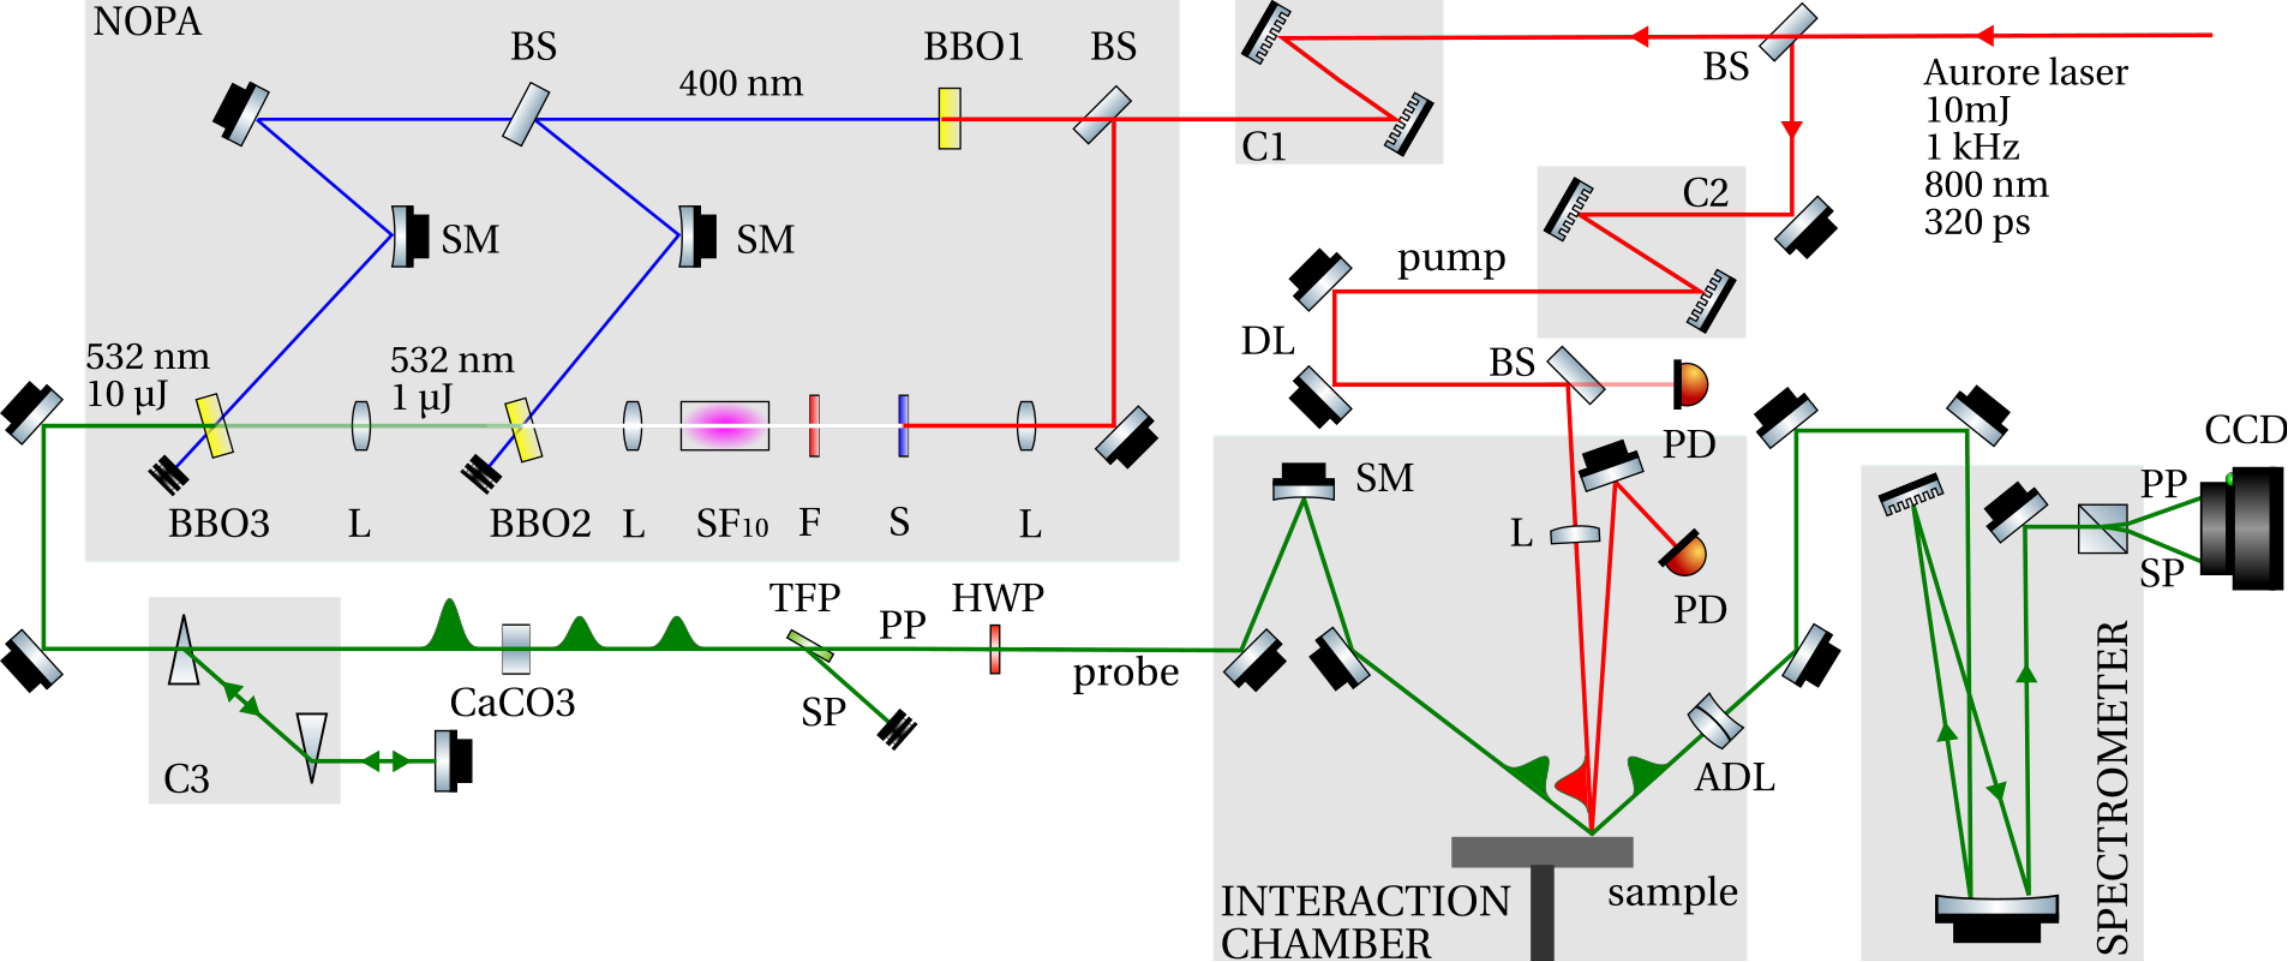 NOPA
BS
BBO1
BS
400 nm
BS
Aurore laser
10mJ
1 kHz
800 nm
320 ps
C1
C2
SM
SM
pump
DL
BS
PD
532 nm
10 µJ
532 nm
1 µJ
CCD
BBO3
L
BBO2
L
SF10
F
S
L
SM
L
PD
PP
SP
TFP
PP
HWP
probe
CaCO3
SP
C3
ADL
INTERACTION
CHAMBER
sample
SPECTROMETER